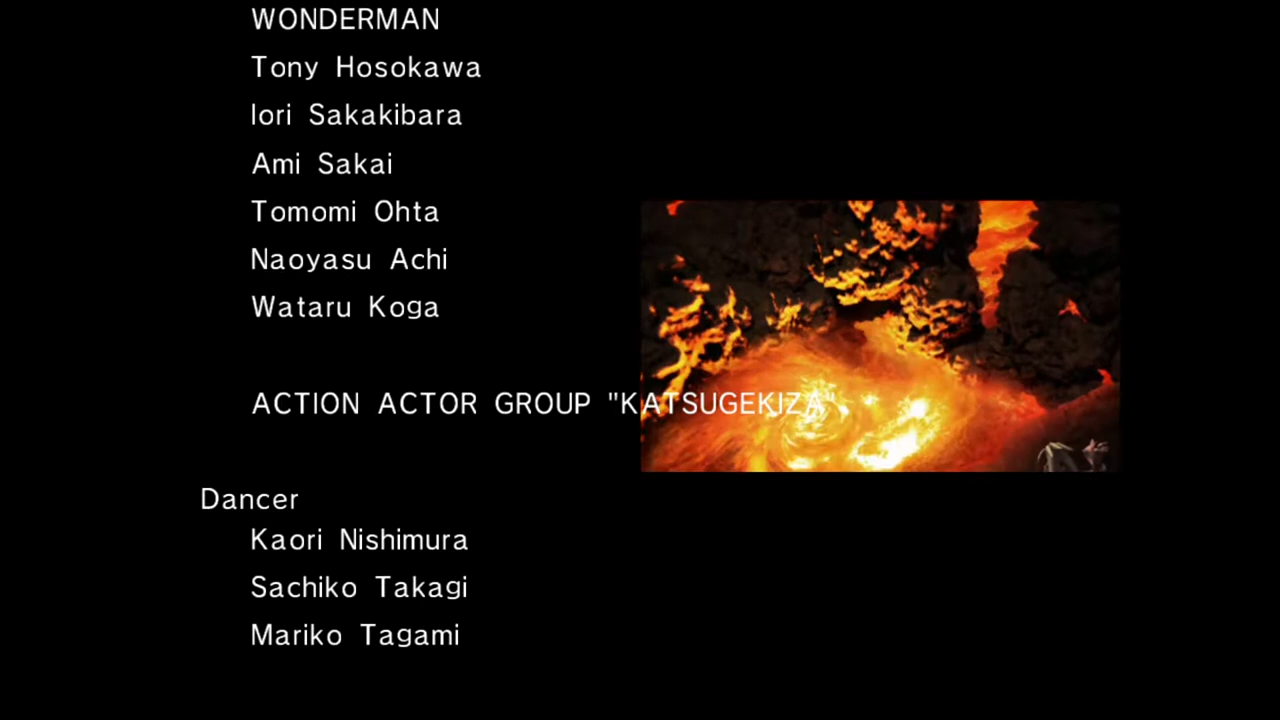 WONDERMAN
Tony Hosokawa
Iori Sakakibara
Ami Sakai
Tomomi Ohta
Naoyasu Achi
Wataru Koga
ACTION ACTOR GROUP "KATSUGEKIZA"
Dancer
Kaori Nishimura
Sachiko Takagi
Mariko Tagami